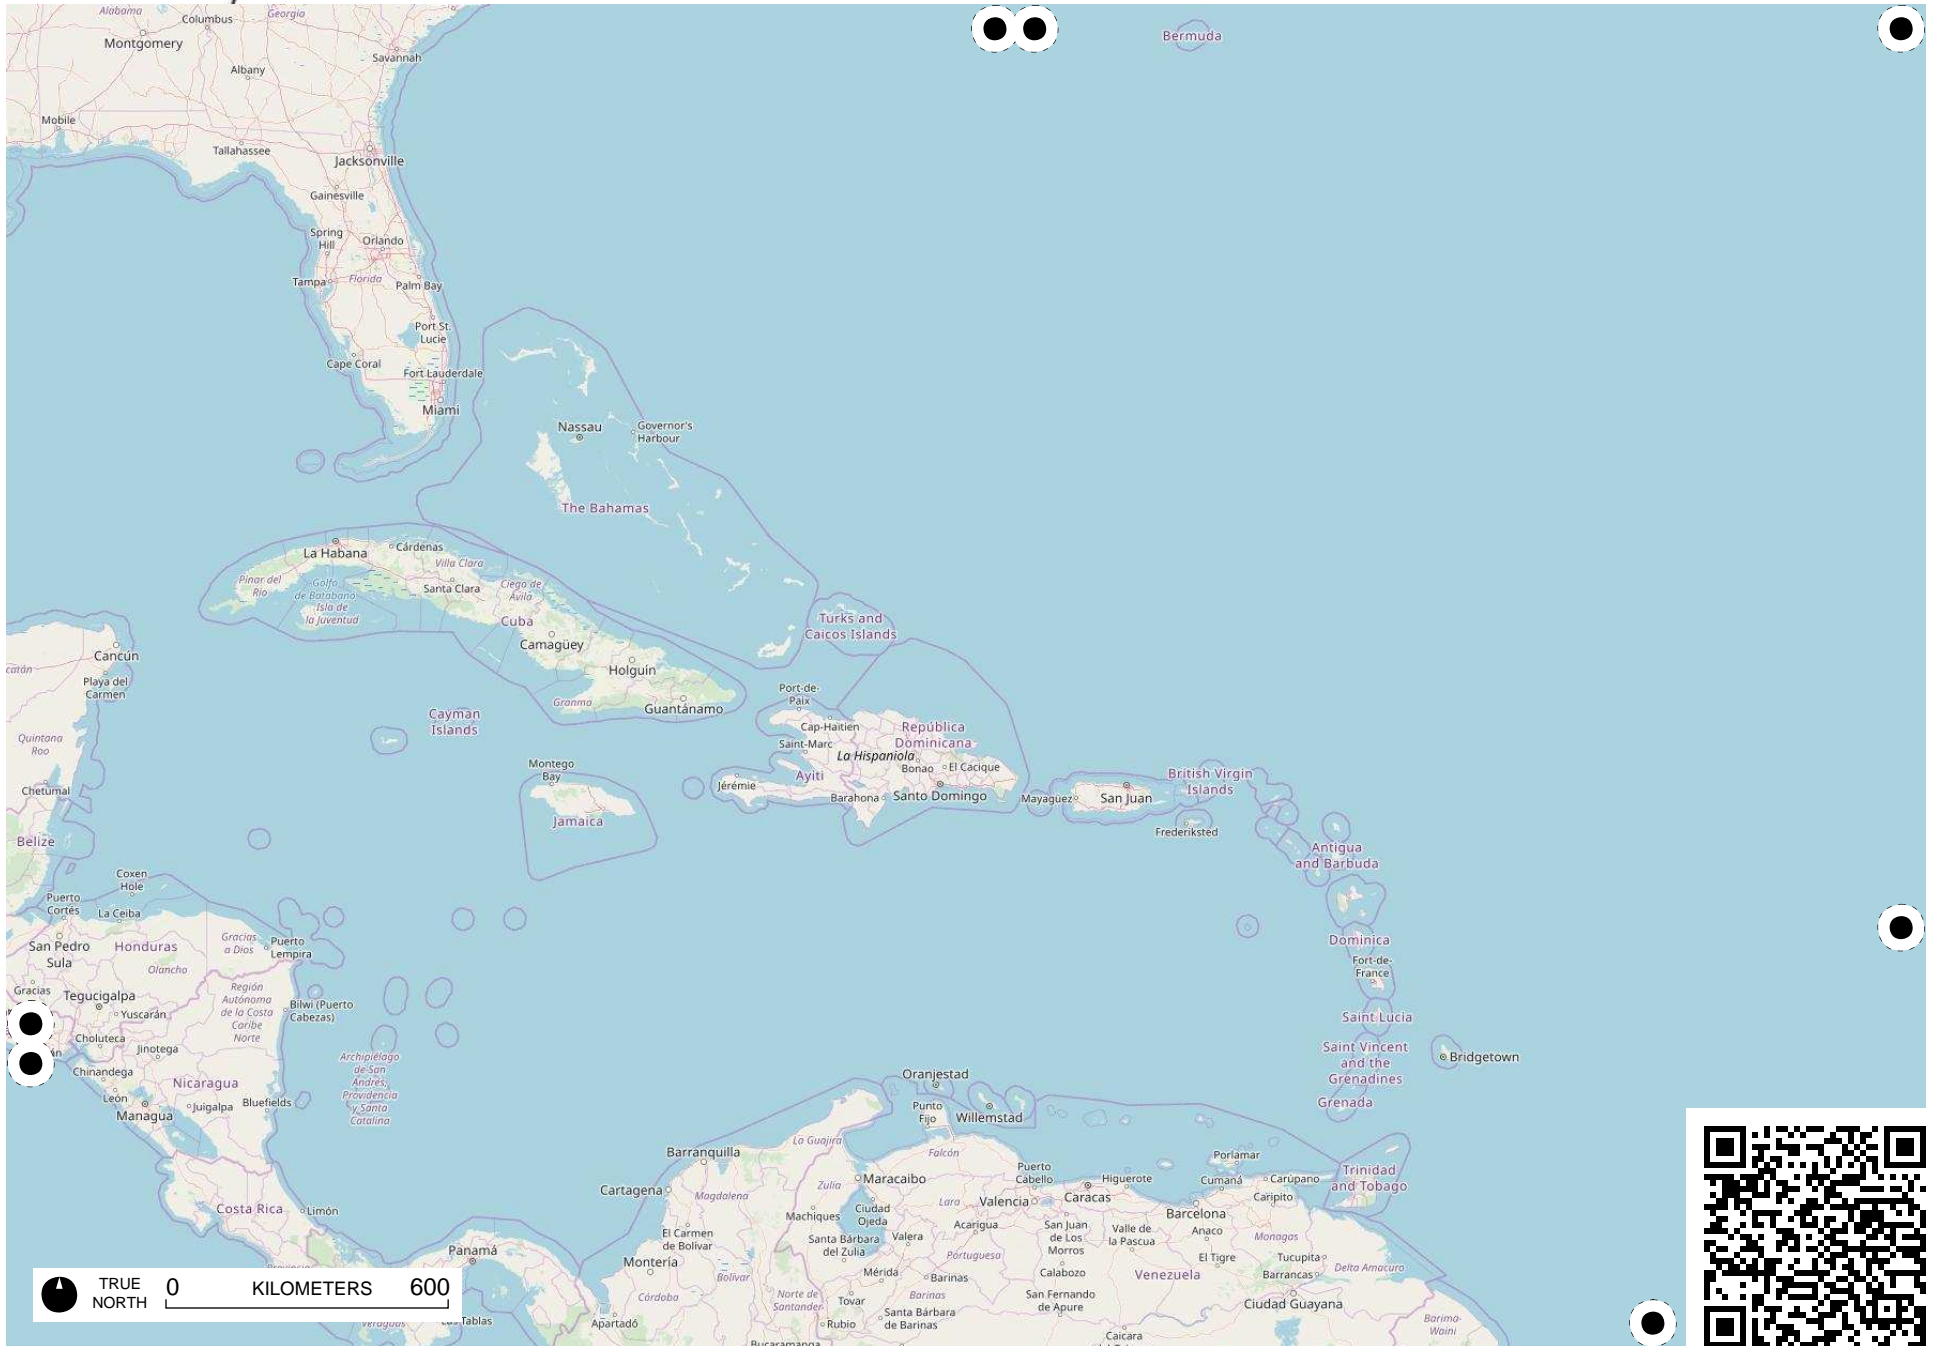 Alabama
Columbus
Georgia
Montgomery
Savannah
Albany
Mobile
Tallahassee
Jacksonville
Gainesville
Spring
Hill
Orlando
Tampa
Florida
Palm Bay
Port St.
Lucie
Cape Coral
Fort Lauderdale
Miami
Bermuda
Nassau
Governor's
Harbour
The Bahamas
La Habana
Cárdenas
Villa Clara
Pinar del
Río
Golfo
de Batabanó
Isla de
la Juventud
Santa Clara
Ciego de
Ávila
Cuba
Camagüey
Holguín
Granma
Guantánamo
Turks and
Caicos Islands
Cancún
Playa del
Carmen
Quintana
Roo
Chetumal
Belize
Cayman
Islands
Montego
Bay
Jamaica
Port-de-
Paix
Cap-Haïtien
Saint-Marc
La Hispaniola
República
Dominicana
Ayiti
Bonao
El Cacique
Jérémie
Barahona
Santo Domingo
Mayagüez
San Juan
British Virgin
Islands
Frederiksted
Antigua
and Barbuda
Dominica
Fort-de-
France
Saint Lucia
Saint Vincent
and the
Grenadines
Bridgetown
Grenada
Coxen
Hole
Puerto
Cortés
La Ceiba
San Pedro
Sula
Honduras
Gracias
a Dios
Puerto
Lempira
Olancho
Gracias
Tegucigalpa
Yuscarán
Región
Autónoma
de la Costa
Caribe
Norte
Bilwi (Puerto
Cabezas)
Choluteca
Jinotega
Chinandega
Nicaragua
León
Managua
Juigalpa
Bluefields
Archipiélago
de San
Andrés,
Providencia
y Santa
Catalina
Costa Rica
Limón
Panamá
Oranjestad
Punto
Fijo
Willemstad
La Guajira
Barranquilla
Falcón
Cartagena
Magdalena
Zulia
Maracaibo
Lara
Valencia
Puerto
Cabello
Caracas
Higuerote
Porlamar
Cumaná
Carúpano
Caripito
Trinidad
and Tobago
Machiques
Ciudad
Ojeda
Acarigua
San Juan
de Los
Morros
Valle de
la Pascua
Barcelona
Anaco
Monagas
El Carmen
de Bolívar
Santa Bárbara
del Zulia
Valera
Portuguesa
El Tigre
Tucupita
Delta Amacuro
Montería
Bolívar
Mérida
Barinas
Calabozo
Venezuela
Barrancas
Córdoba
Norte de
Santander
Tovar
Barinas
San Fernando
de Apure
Ciudad Guayana
Apartadó
Rubio
Santa Bárbara
de Barinas
Caicara
Barima-
Waini
Bucaramanga
Veraguas
Las Tablas
TRUE
NORTH
0 KILOMETERS 600